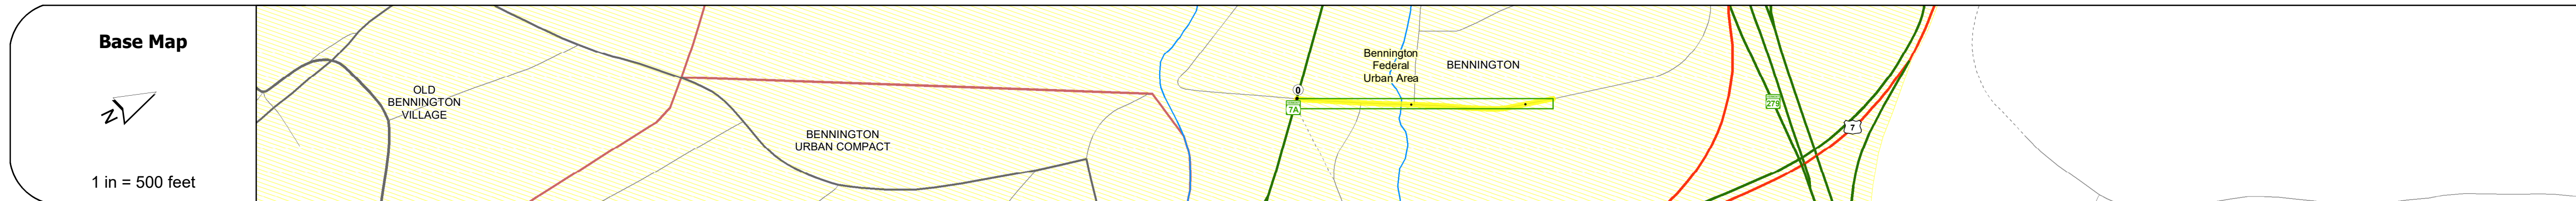 Base Map
N
1 in = 500 feet
OLD
BENNINGTON
VILLAGE
BENNINGTON
URBAN COMPACT
0
7A
Bennington
Federal
Urban Area
BENNINGTON
279
7